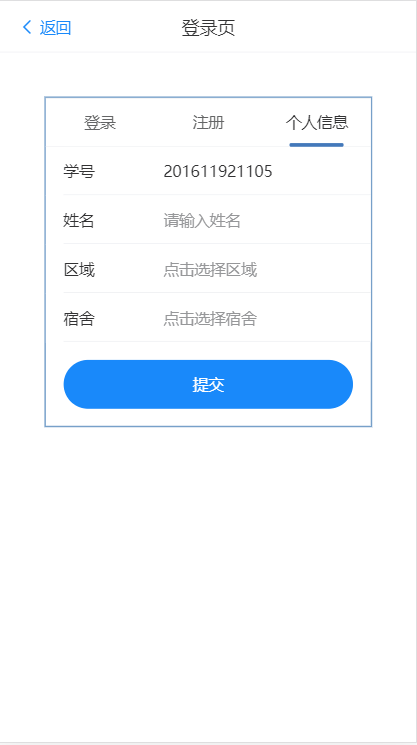 返回 登录页
登录 注册 个人信息
学号 201611921105
姓名 请输入姓名
区域 点击选择区域
宿舍 点击选择宿舍
提交